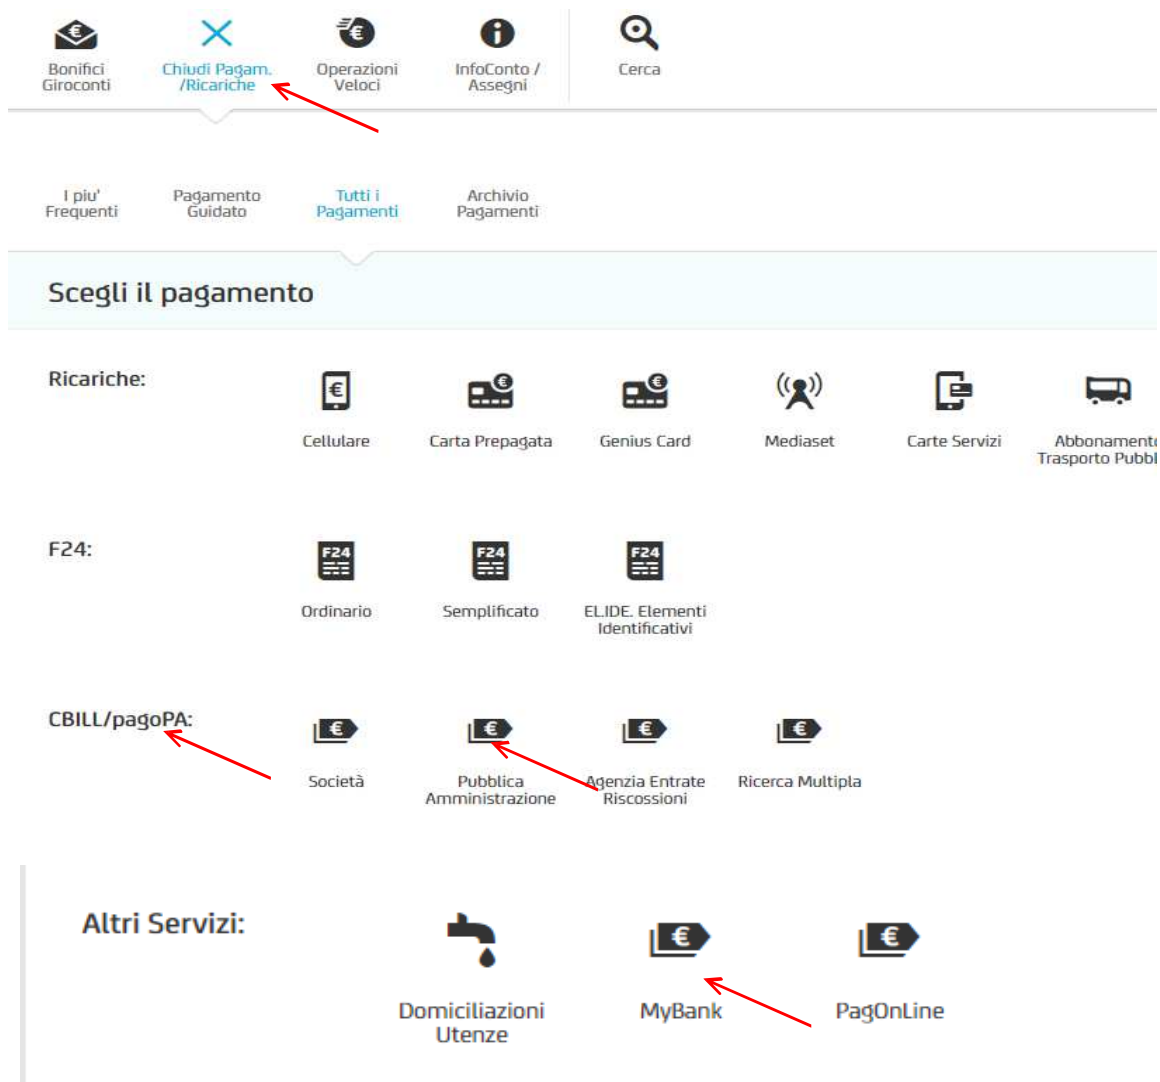 Bonifici
Giroconti
Chiudi Pagam.
/Ricariche
Operazioni
Veloci
InfoConto /
Assegni
Cerca
I piu'
Frequenti
Pagamento
Guidato
Tutti i
Pagamenti
Archivio
Pagamenti
Scegli il pagamento
Ricariche:
Cellulare
Carta Prepagata
Genius Card
Mediaset
Carte Servizi
Abbonamento
Trasporto Pubbl
F24:
F24
F24
F24
Ordinario
Semplificato
ELIDE. Elementi
Identificativi
CBILL/pagoPA:
Società
Pubblica
Amministrazione
Agenzia Entrate
Riscossioni
Ricerca Multipla
Altri Servizi:
Domiciliazioni
Utenze
MyBank
PagOnLine